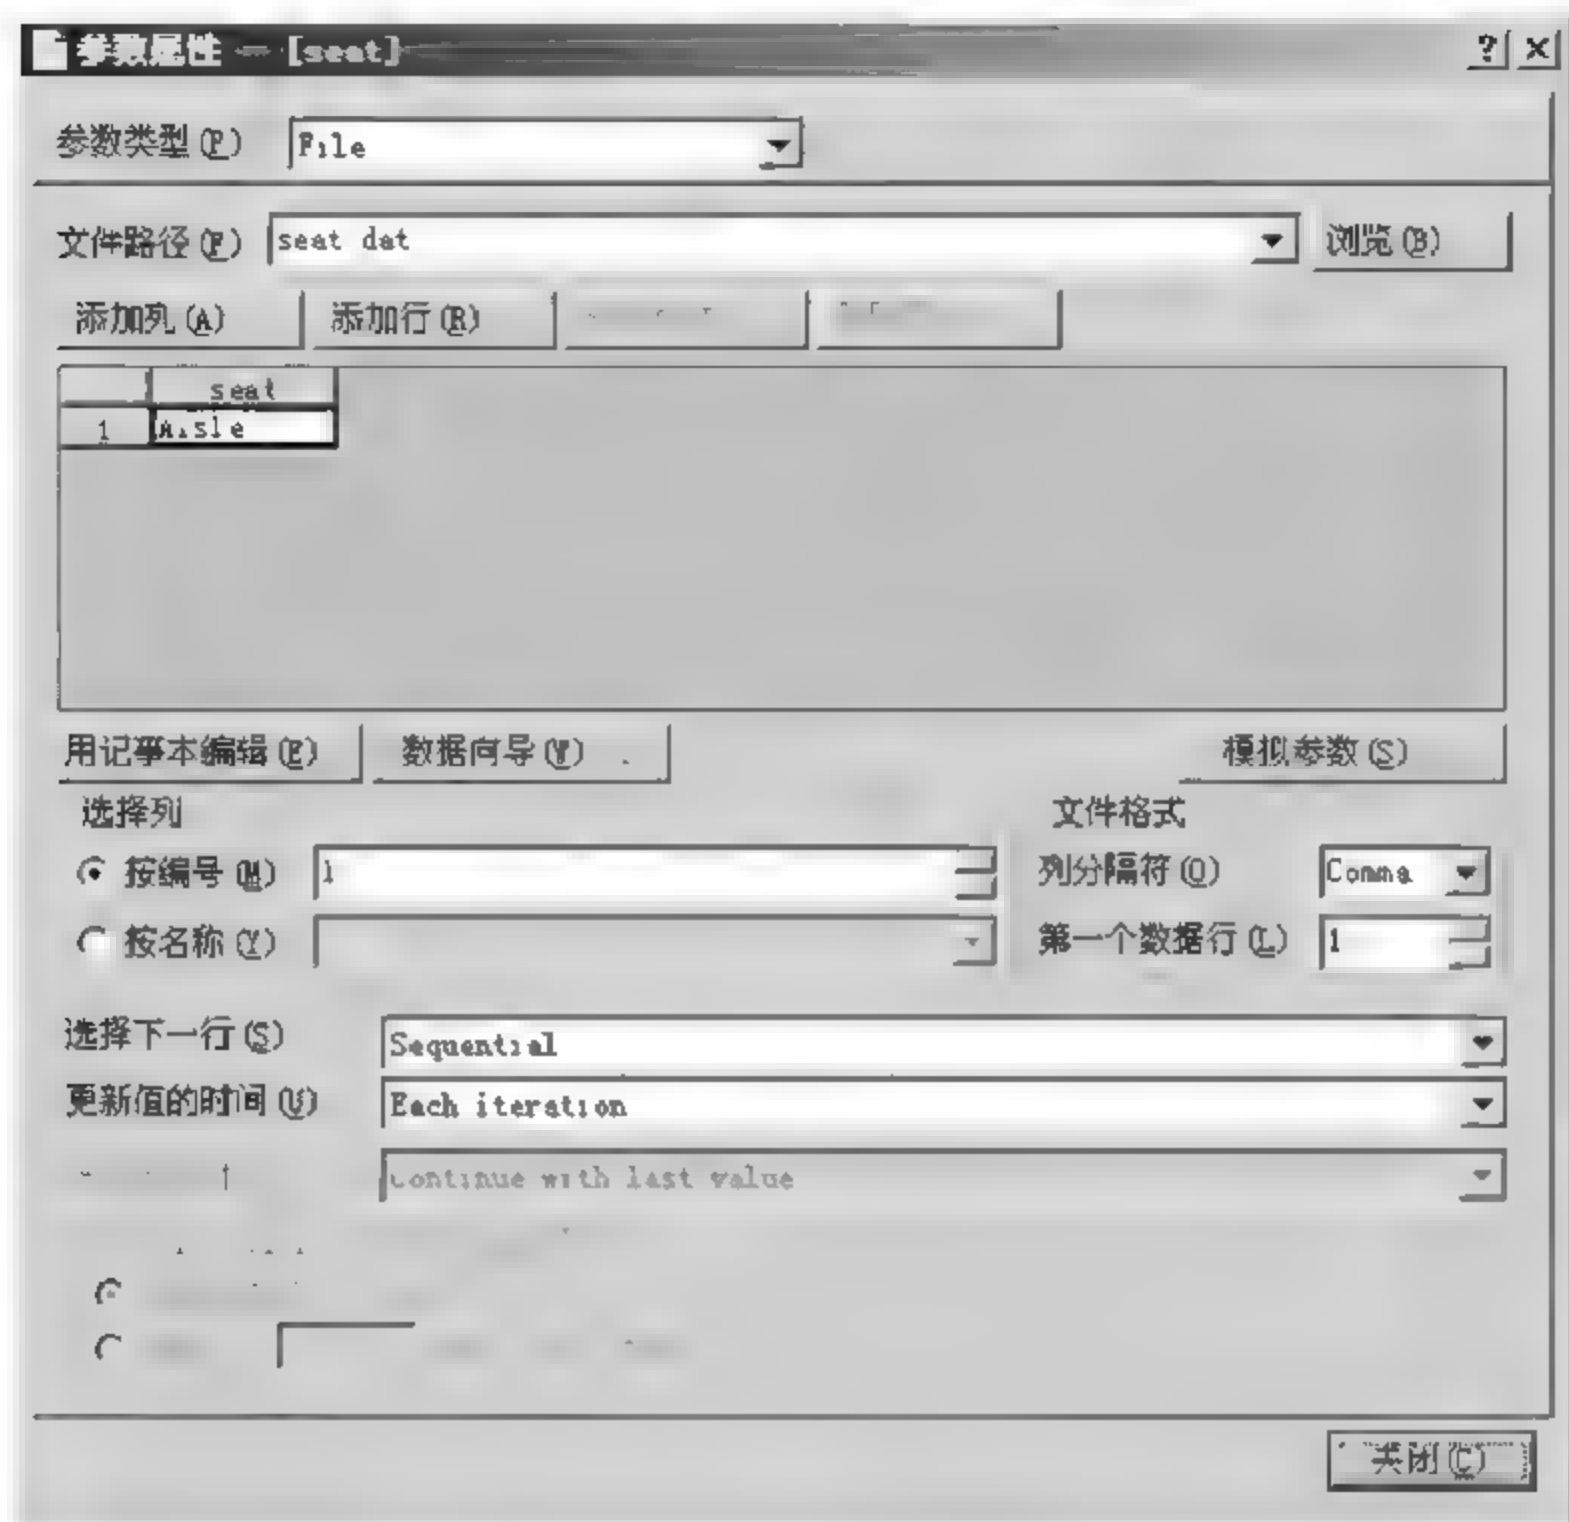 参数属性 - [seat]
参数类型(P) File
文件路径(F) seat dat 浏览(B)
添加列(A) 添加行(R)
seat
1 Aisle
用记事本编辑(E) 数据向导(W) 模拟参数(S)
选择列 文件格式
按编号(M) 1 列分隔符(O) Comma
按名称(Y) 第一个数据行(L) 1
选择下一行(S) Sequential
更新值的时间(U) Each iteration
Continue with last value
关闭(C)